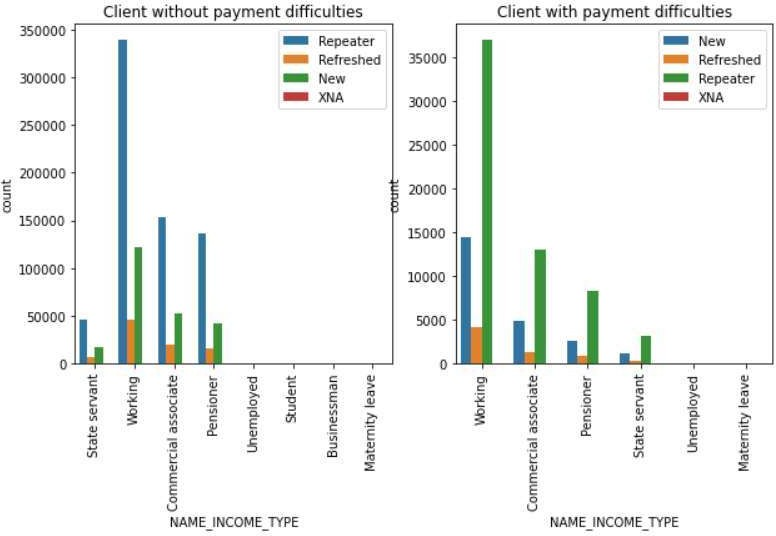 Client without payment difficulties
350000
300000
250000
200000
150000
100000
50000
0
count
Repeater
Refreshed
New
XNA
State servant
Working
Commercial associate
Pensioner
Unemployed
Student
Businessman
Maternity leave
NAME_INCOME_TYPE
Client with payment difficulties
35000
30000
25000
20000
15000
10000
5000
0
count
New
Refreshed
Repeater
XNA
Working
Commercial associate
Pensioner
State servant
Unemployed
Maternity leave
NAME_INCOME_TYPE